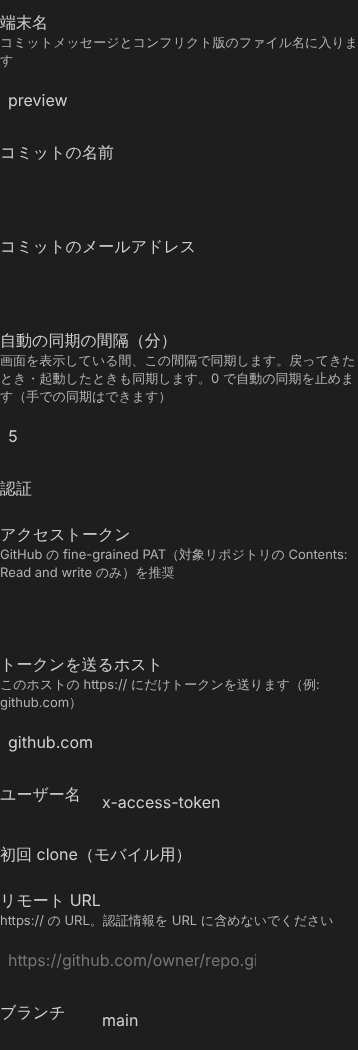 端末名
コミットメッセージとコンフリクト版のファイル名に入りま
す
preview
コミットの名前
コミットのメールアドレス
自動の同期の間隔（分）
画面を表示している間、この間隔で同期します。戻ってきた
とき・起動したときも同期します。0 で自動の同期を止めま
す（手での同期はできます）
5
認証
アクセストークン
GitHub の fine-grained PAT（対象リポジトリの Contents:
Read and write のみ）を推奨
トークンを送るホスト
このホストの https:// にだけトークンを送ります（例:
github.com）
github.com
ユーザー名 x-access-token
初回 clone（モバイル用）
リモート URL
https:// の URL。認証情報を URL に含めないでください
https://github.com/owner/repo.gi
ブランチ main